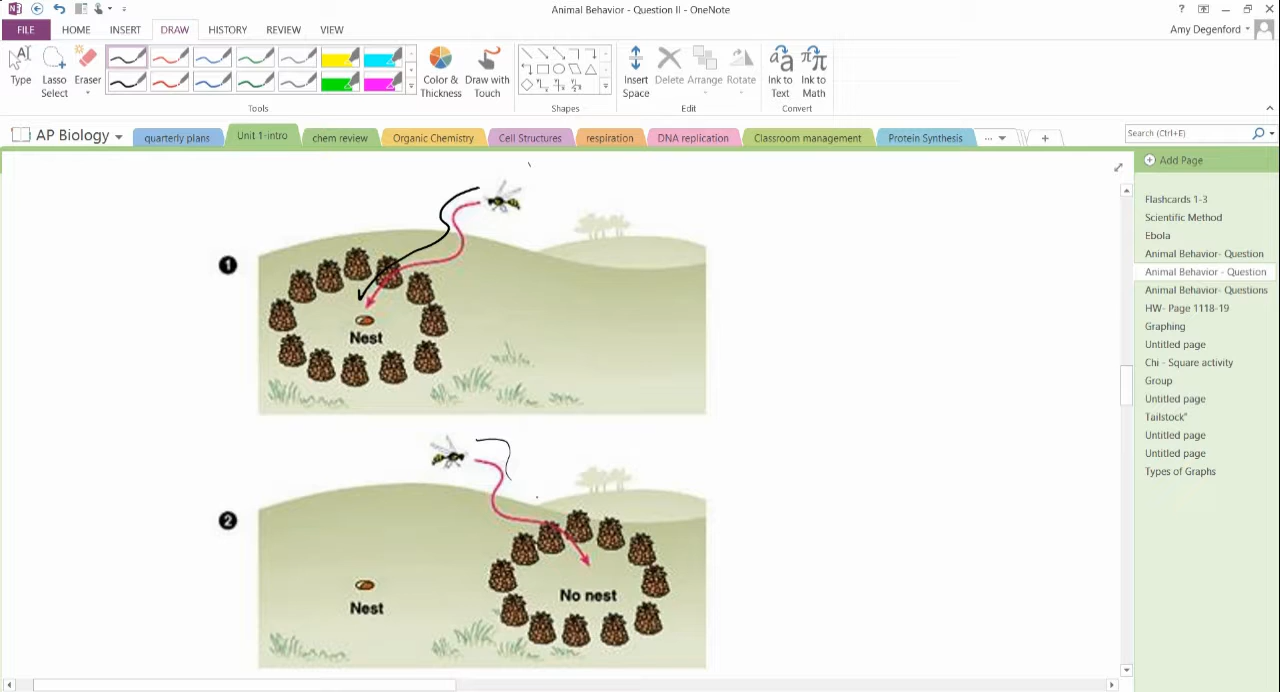 Animal Behavior - Question II - OneNote
?
Amy Degenford
FILE HOME INSERT DRAW HISTORY REVIEW VIEW
Type
Lasso Select
Eraser
Color & Thickness
Draw with Touch
Insert Space
Delete
Arrange
Rotate
Ink to Text
Ink to Math
Tools
Shapes
Edit
Convert
AP Biology
quarterly plans
Unit 1-intro
chem review
Organic Chemistry
Cell Structures
respiration
DNA replication
Classroom management
Protein Synthesis
...
+
Search (Ctrl+E)
Add Page
Flashcards 1-3
Scientific Method
Ebola
Animal Behavior- Question
Animal Behavior - Question
Animal Behavior- Questions
HW- Page 1118-19
Graphing
Untitled page
Chi - Square activity
Group
Untitled page
Tailstock"
Untitled page
Untitled page
Types of Graphs
1
Nest
2
Nest
No nest